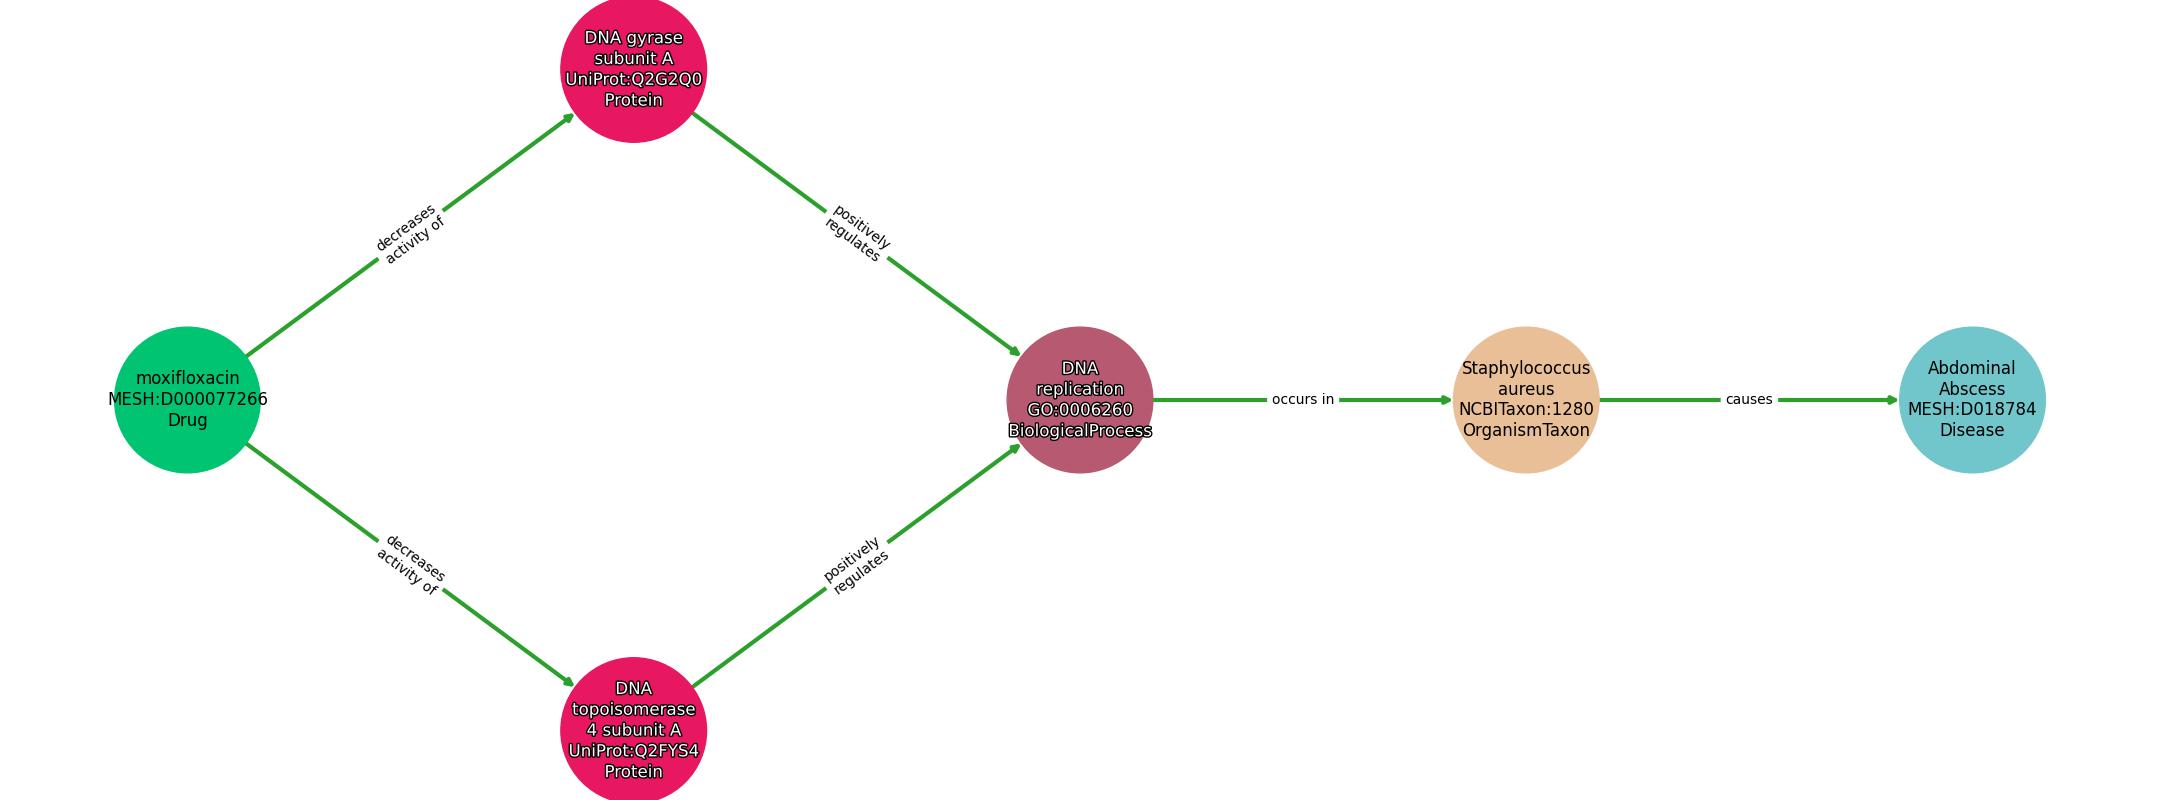 DNA gyrase
subunit A
UniProt:Q2G2Q0
Protein
decreases
activity of
positively
regulates
moxifloxacin
MESH:D000077266
Drug
DNA
replication
GO:0006260
BiologicalProcess
occurs in
Staphylococcus
aureus
NCBITaxon:1280
OrganismTaxon
causes
Abdominal
Abscess
MESH:D018784
Disease
decreases
activity of
positively
regulates
DNA
topoisomerase
4 subunit A
UniProt:Q2FYS4
Protein